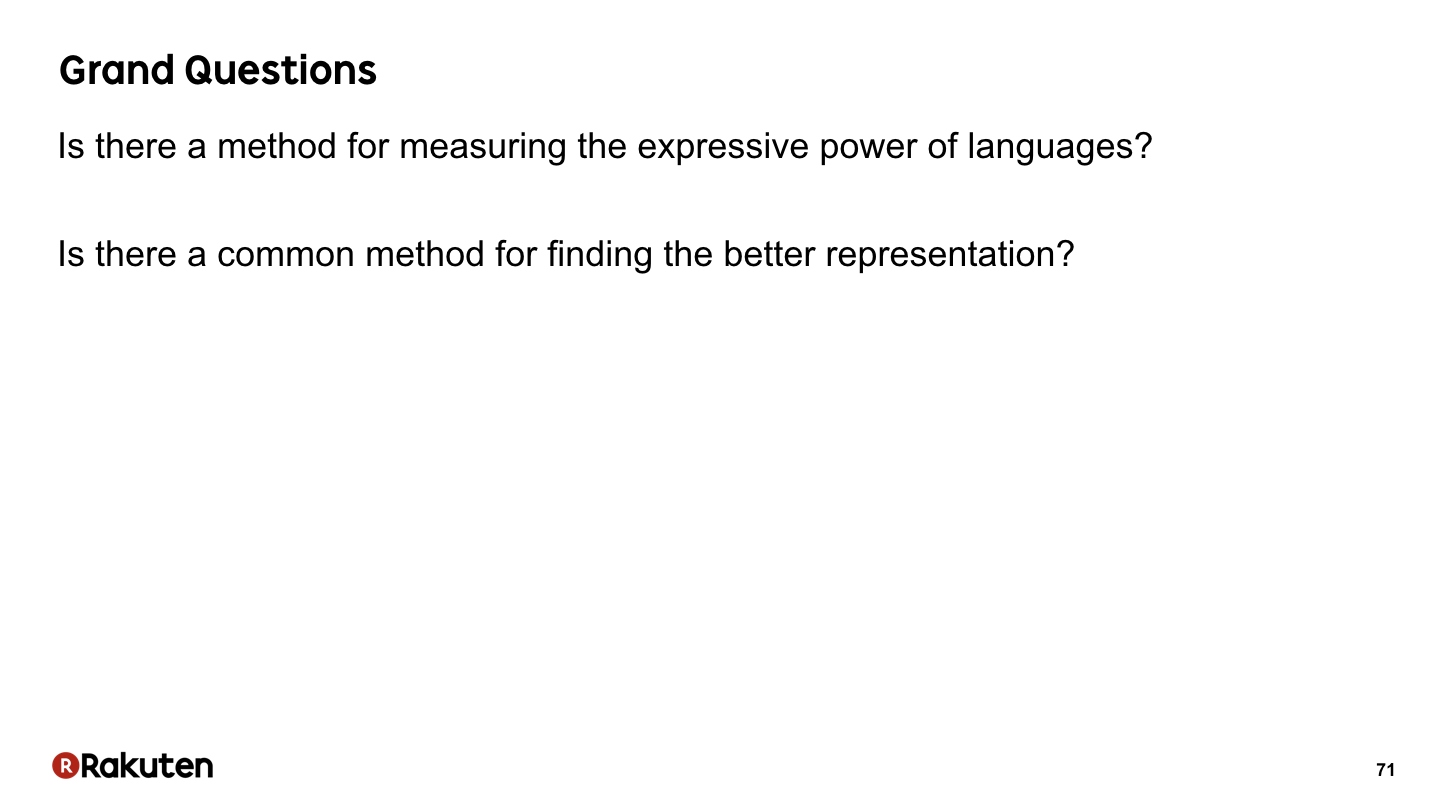 Grand Questions
Is there a method for measuring the expressive power of languages?
Is there a common method for finding the better representation?
R Rakuten
71